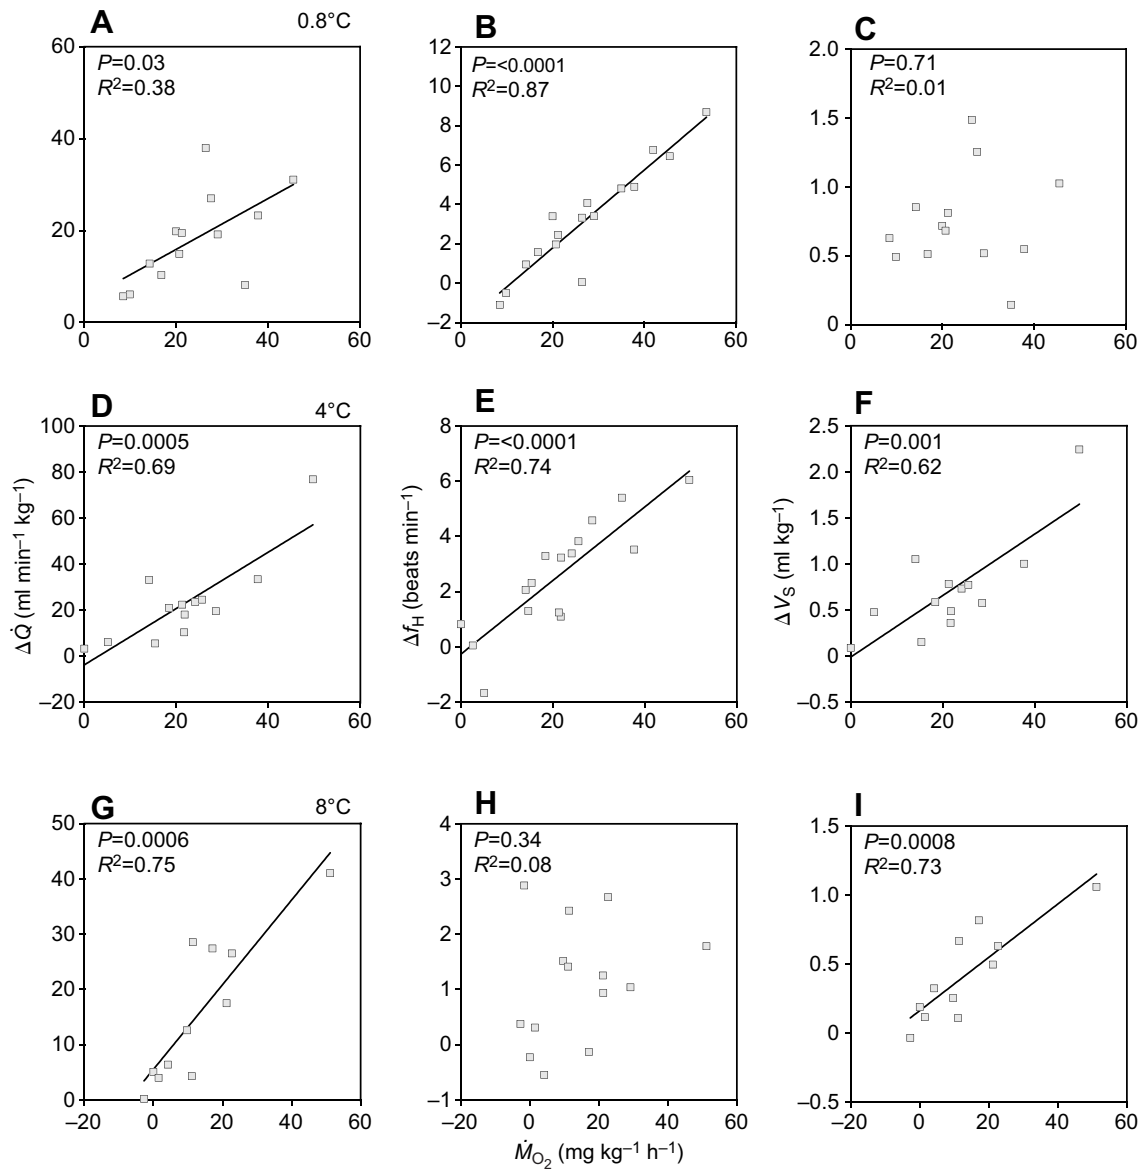 A 0.8°C
B
C
60
40
20
0
P=0.03
R²=0.38
0 20 40 60
12
10
8
6
4
2
0
–2
P=<0.0001
R²=0.87
0 20 40 60
2.0
1.5
1.0
0.5
0
P=0.71
R²=0.01
0 20 40 60
D 4°C
E
F
ΔQ̇ (ml min–1 kg–1)
100
80
60
40
20
0
–20
P=0.0005
R²=0.69
0 20 40 60
ΔfH (beats min–1)
8
6
4
2
0
–2
P=<0.0001
R²=0.74
0 20 40 60
ΔVS (ml kg–1)
2.5
2.0
1.5
1.0
0.5
0
–0.5
P=0.001
R²=0.62
0 20 40 60
G 8°C
H
I
50
40
30
20
10
0
P=0.0006
R²=0.75
–20 0 20 40 60
4
3
2
1
0
–1
P=0.34
R²=0.08
–20 0 20 40 60
1.5
1.0
0.5
0
–0.5
P=0.0008
R²=0.73
–20 0 20 40 60
ṀO2 (mg kg–1 h–1)